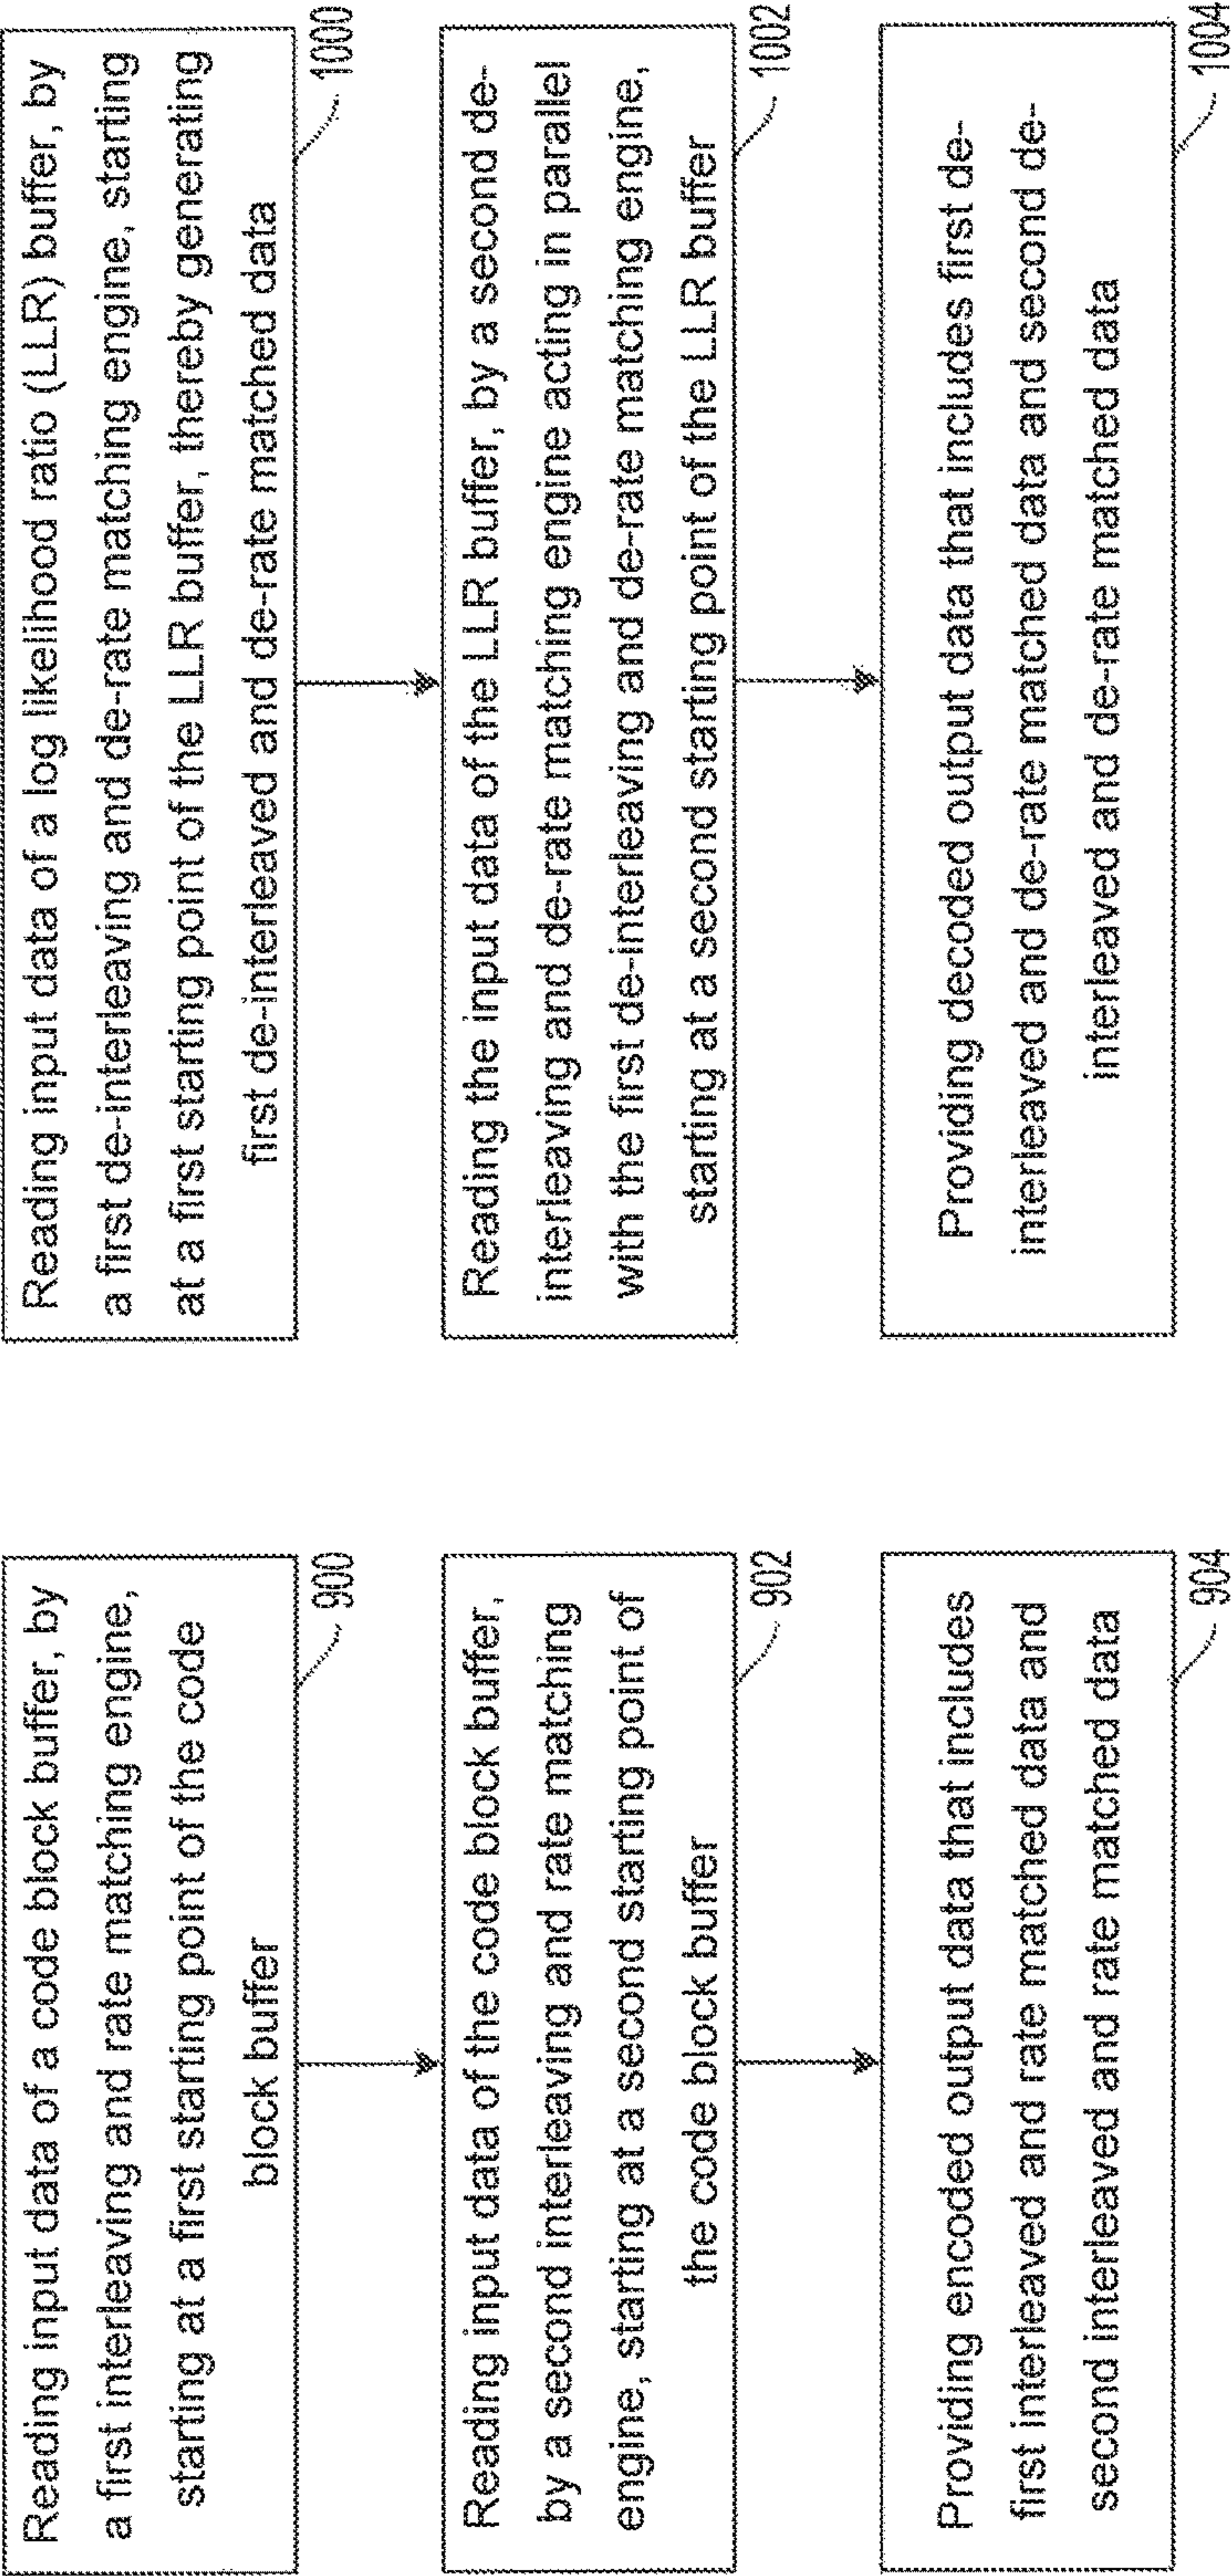 Reading input data of a code block buffer, by
a first interleaving and rate matching engine,
starting at a first starting point of the code
block buffer
900
Reading input data of the code block buffer,
by a second interleaving and rate matching
engine, starting at a second starting point of
the code block buffer
902
Providing encoded output data that includes
first interleaved and rate matched data and
second interleaved and rate matched data
904
Reading input data of a log likelihood ratio (LLR) buffer, by
a first de-interleaving and de-rate matching engine, starting
at a first starting point of the LLR buffer, thereby generating
first de-interleaved and de-rate matched data
1000
Reading the input data of the LLR buffer, by a second de-
interleaving and de-rate matching engine acting in parallel
with the first de-interleaving and de-rate matching engine,
starting at a second starting point of the LLR buffer
1002
Providing decoded output data that includes first de-
interleaved and de-rate matched data and second de-
interleaved and de-rate matched data
1004